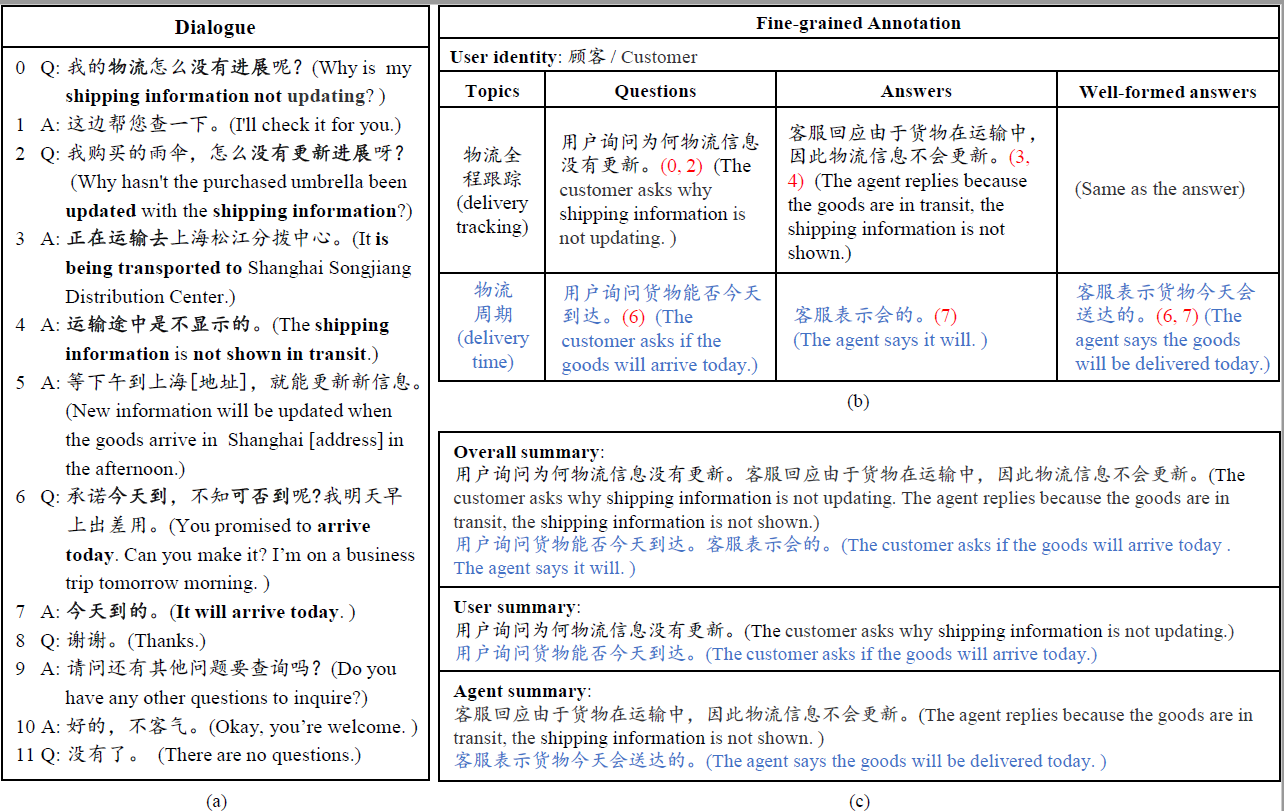 Dialogue
0 Q: 我的物流怎么没有进展呢? (Why is my
shipping information not updating? )
1 A: 这边帮您查一下。(I'll check it for you.)
2 Q: 我购买的雨伞，怎么没有更新进展呀?
(Why hasn't the purchased umbrella been
updated with the shipping information?)
3 A: 正在运输去上海松江分拨中心。(It is
being transported to Shanghai Songjiang
Distribution Center.)
4 A: 运输途中是不显示的。(The shipping
information is not shown in transit.)
5 A: 等下午到上海[地址]，就能更新新信息。
(New information will be updated when
the goods arrive in Shanghai [address] in
the afternoon.)
6 Q: 承诺今天到，不知可否到呢?我明天早
上出差用。(You promised to arrive
today. Can you make it? I’m on a business
trip tomorrow morning. )
7 A: 今天到的。(It will arrive today. )
8 Q: 谢谢。(Thanks.)
9 A: 请问还有其他问题要查询吗? (Do you
have any other questions to inquire?)
10 A: 好的，不客气。(Okay, you’re welcome. )
11 Q: 没有了。 (There are no questions.)
(a)
Fine-grained Annotation
User identity: 顾客 / Customer
Topics Questions Answers Well-formed answers
物流全
程跟踪
(delivery
tracking)
用户询问为何物流信息
没有更新。(0, 2) (The
customer asks why
shipping information is
not updating. )
客服回应由于货物在运输中，
因此物流信息不会更新。(3,
4) (The agent replies because
the goods are in transit, the
shipping information is not
shown.)
(Same as the answer)
物流
周期
(delivery
time)
用户询问货物能否今天
到达。(6) (The
customer asks if the
goods will arrive today.)
客服表示会的。(7)
(The agent says it will. )
客服表示货物今天会
送达的。(6, 7) (The
agent says the goods
will be delivered today.)
(b)
Overall summary:
用户询问为何物流信息没有更新。客服回应由于货物在运输中，因此物流信息不会更新。(The
customer asks why shipping information is not updating. The agent replies because the goods are in
transit, the shipping information is not shown.)
用户询问货物能否今天到达。客服表示会的。(The customer asks if the goods will arrive today .
The agent says it will. )
User summary:
用户询问为何物流信息没有更新。(The customer asks why shipping information is not updating.)
用户询问货物能否今天到达。(The customer asks if the goods will arrive today.)
Agent summary:
客服回应由于货物在运输中，因此物流信息不会更新。(The agent replies because the goods are in
transit, the shipping information is not shown. )
客服表示货物今天会送达的。(The agent says the goods will be delivered today. )
(c)